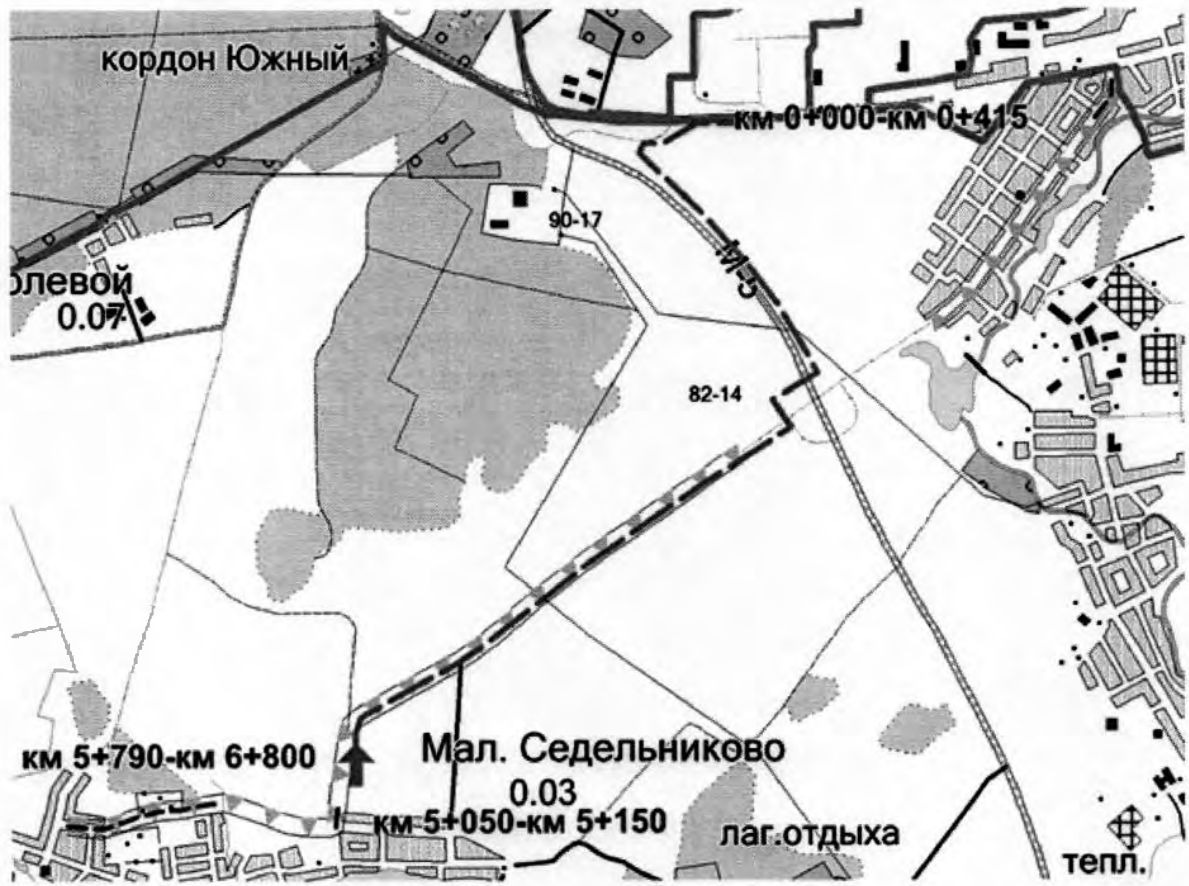 кордон Южный
км 0+000-км 0+415
90-17
олевой
0.07
82-14
км 5+790-км 6+800
Мал. Седельниково
0.03
км 5+050-км 5+150
лаг.отдыха
тепл.